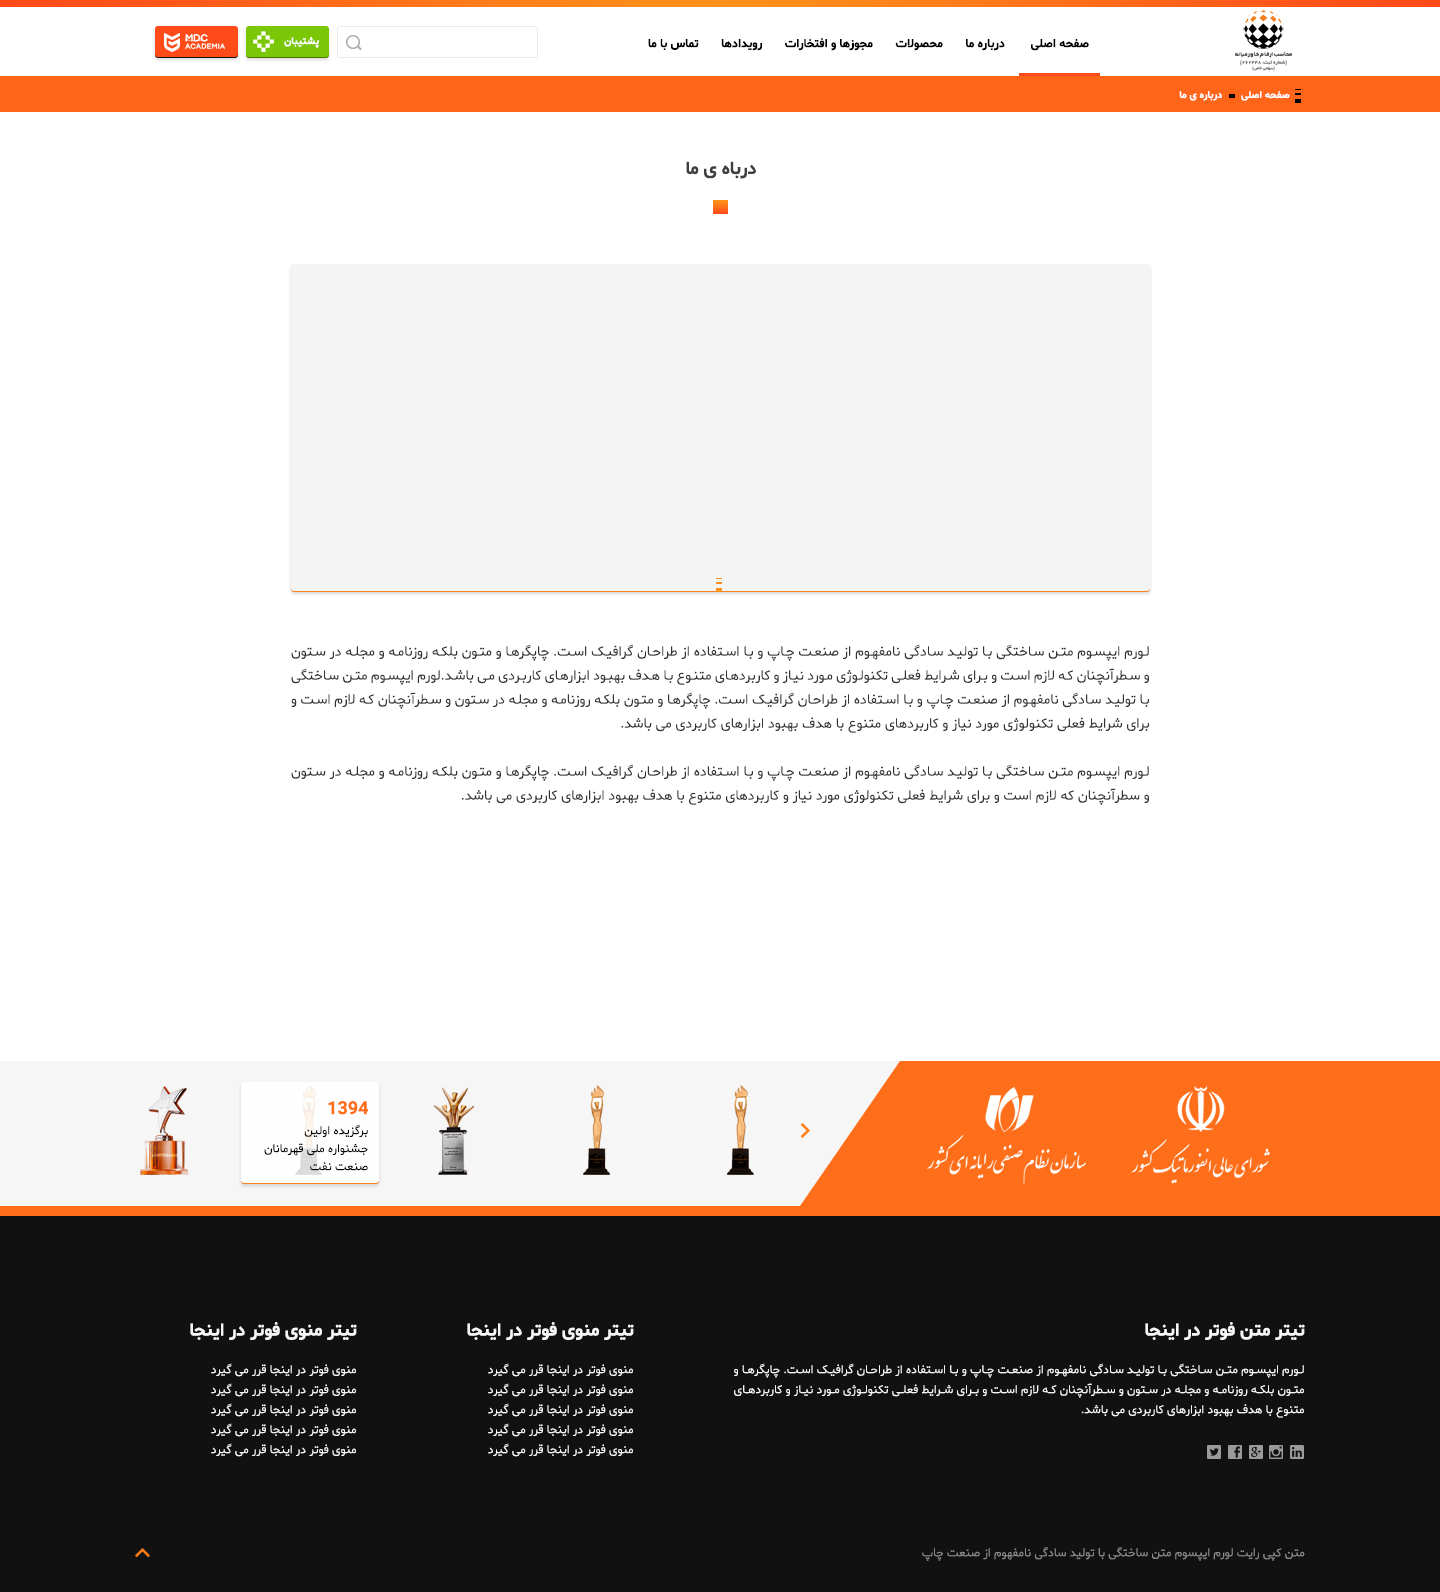 محاسب ارقام خاورمیانه
(شماره ثبت: ۲۶۲۴۳۸)
(سهامی خاص)
صفحه اصلی
درباره ما
محصولات
مجوزها و افتخارات
رویدادها
تماس با ما
پشتیبان
MDC
ACADEMIA
صفحه اصلی
درباره ی ما
درباه ی ما
لورم ایپسوم متن ساختگی با تولید سادگی نامفهوم از صنعت چاپ و با استفاده از طراحان گرافیک است. چاپگرها و متون بلکه روزنامه و مجله در ستون
و سطرآنچنان که لازم است و برای شرایط فعلی تکنولوژی مورد نیاز و کاربردهای متنوع با هدف بهبود ابزارهای کاربردی می باشد.لورم ایپسوم متن ساختگی
با تولید سادگی نامفهوم از صنعت چاپ و با استفاده از طراحان گرافیک است. چاپگرها و متون بلکه روزنامه و مجله در ستون و سطرآنچنان که لازم است و
برای شرایط فعلی تکنولوژی مورد نیاز و کاربردهای متنوع با هدف بهبود ابزارهای کاربردی می باشد.
لورم ایپسوم متن ساختگی با تولید سادگی نامفهوم از صنعت چاپ و با استفاده از طراحان گرافیک است. چاپگرها و متون بلکه روزنامه و مجله در ستون
و سطرآنچنان که لازم است و برای شرایط فعلی تکنولوژی مورد نیاز و کاربردهای متنوع با هدف بهبود ابزارهای کاربردی می باشد.
شورای عالی انفورماتیک کشور
سازمان نظام صنفی رایانه ای کشور
1394
برگزیده اولین
جشنواره ملی قهرمانان
صنعت نفت
تیتر متن فوتر در اینجا
لورم ایپسوم متن ساختگی با تولید سادگی نامفهوم از صنعت چاپ و با استفاده از طراحان گرافیک است. چاپگرها و
متون بلکه روزنامه و مجله در ستون و سطرآنچنان که لازم است و برای شرایط فعلی تکنولوژی مورد نیاز و کاربردهای
متنوع با هدف بهبود ابزارهای کاربردی می باشد.
تیتر منوی فوتر در اینجا
منوی فوتر در اینجا قرر می گیرد
منوی فوتر در اینجا قرر می گیرد
منوی فوتر در اینجا قرر می گیرد
منوی فوتر در اینجا قرر می گیرد
منوی فوتر در اینجا قرر می گیرد
تیتر منوی فوتر در اینجا
منوی فوتر در اینجا قرر می گیرد
منوی فوتر در اینجا قرر می گیرد
منوی فوتر در اینجا قرر می گیرد
منوی فوتر در اینجا قرر می گیرد
منوی فوتر در اینجا قرر می گیرد
متن کپی رایت لورم ایپسوم متن ساختگی با تولید سادگی نامفهوم از صنعت چاپ